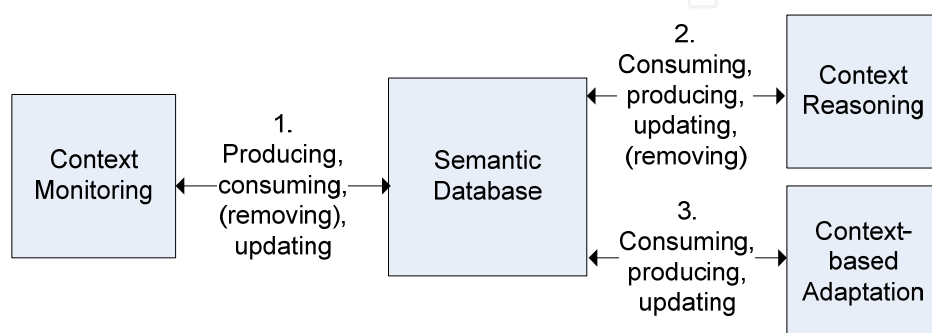 Context
Monitoring
1.
Producing,
consuming,
(removing),
updating
Semantic
Database
2.
Consuming,
producing,
updating,
(removing)
Context
Reasoning
3.
Consuming,
producing,
updating
Context-
based
Adaptation